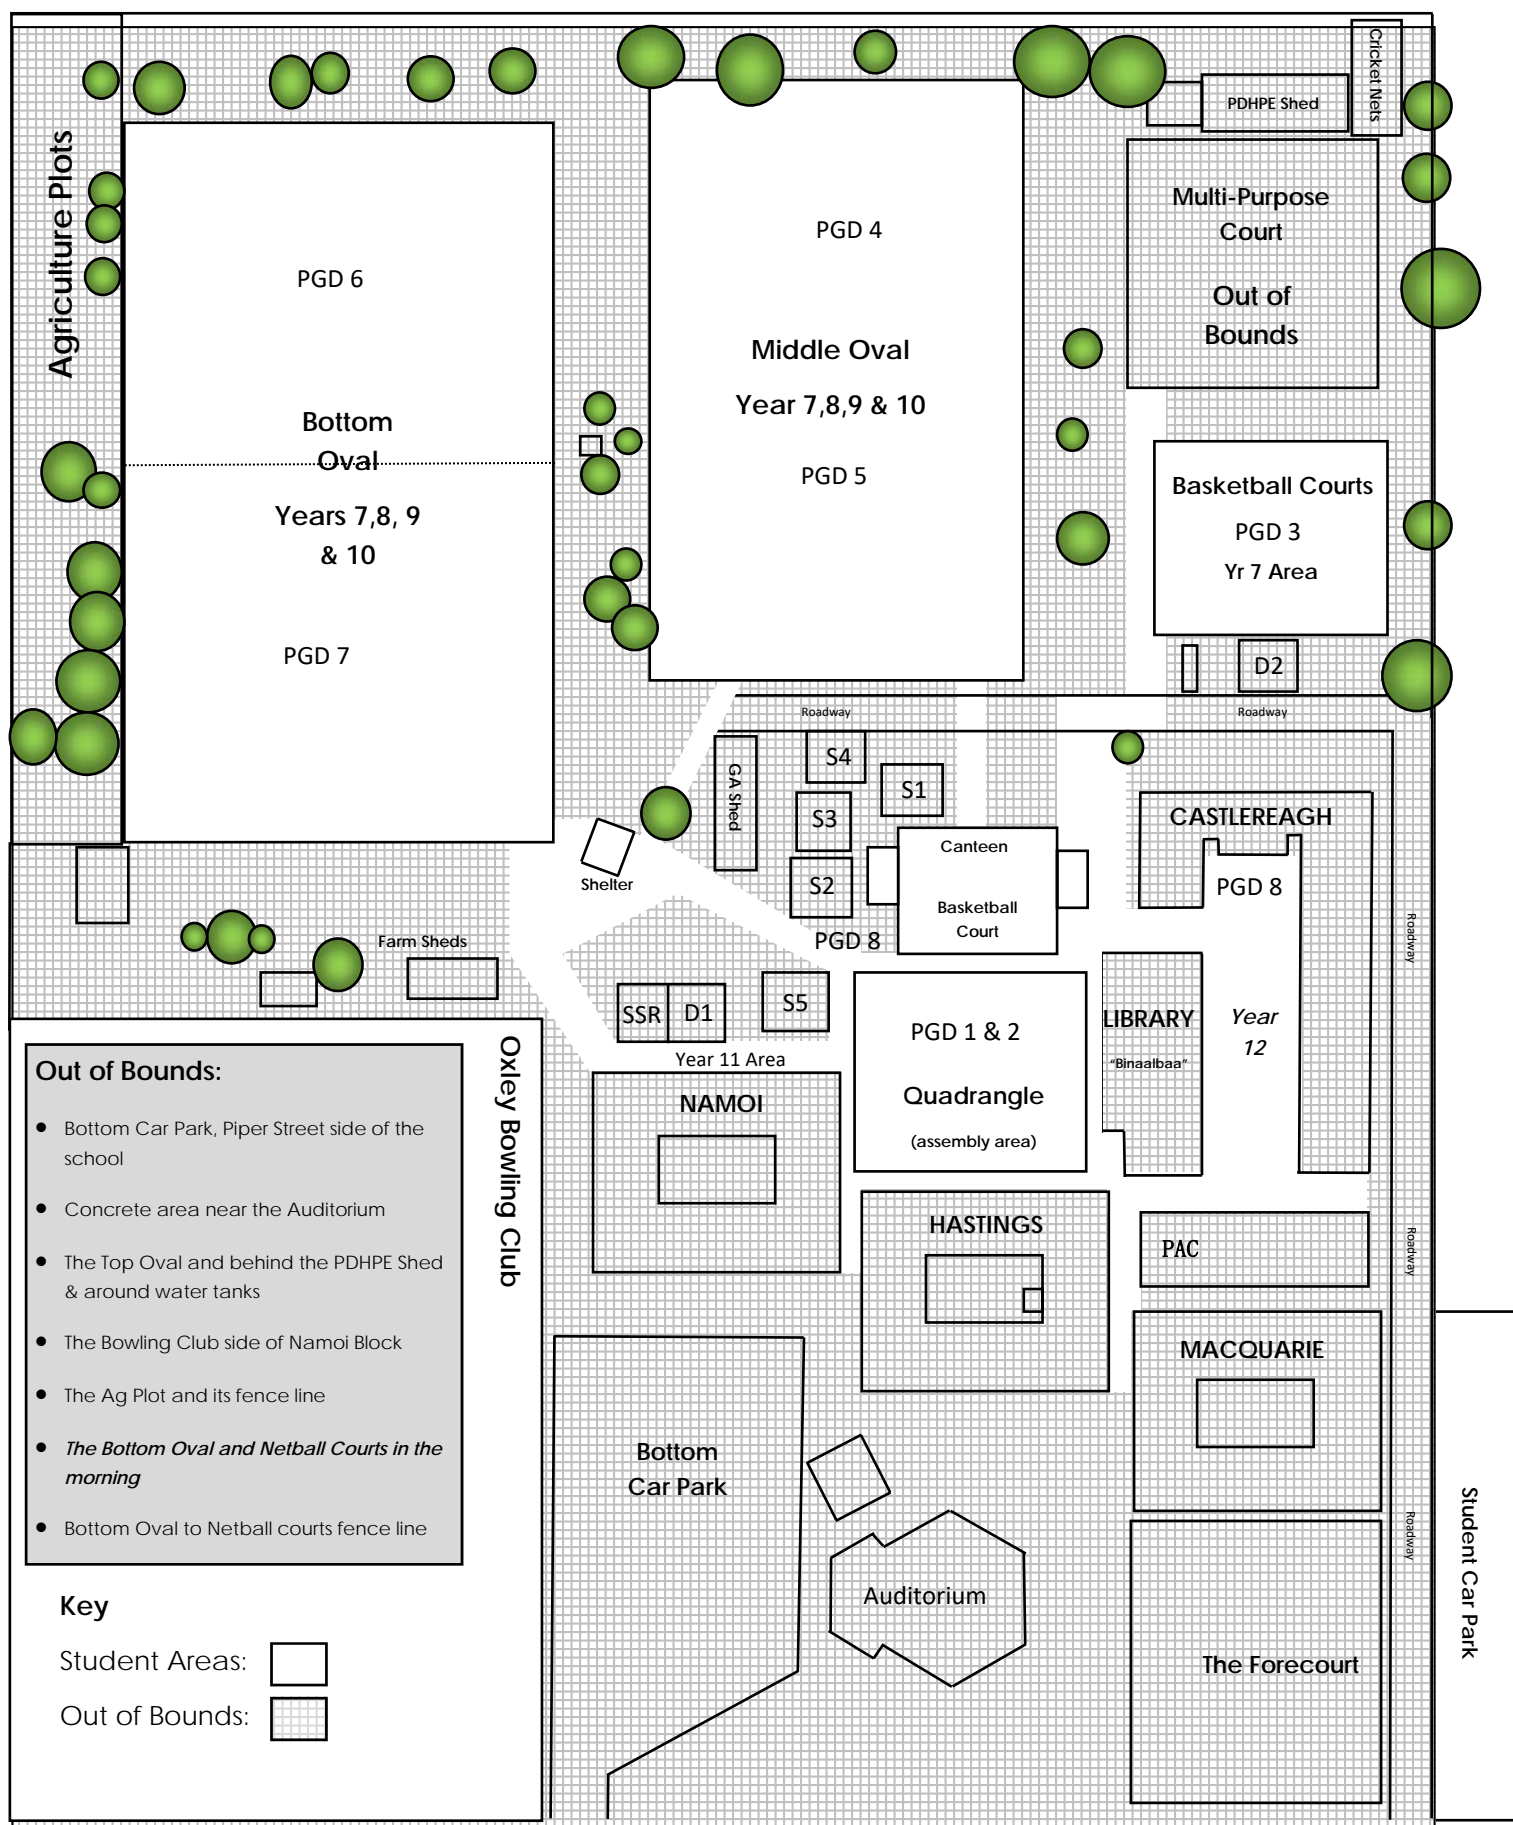 Cricket Nets
PDHPE Shed
Agriculture Plots
Multi-Purpose
Court
Out of
Bounds
PGD 4
PGD 6
Middle Oval
Year 7,8,9 & 10
PGD 5
Bottom
Oval
Years 7,8, 9
& 10
PGD 7
Basketball Courts
PGD 3
Yr 7 Area
D2
Roadway
Roadway
GA Shed
S4
S1
S3
S2
Canteen
Basketball
Court
PGD 8
CASTLEREAGH
PGD 8
Shelter
Farm Sheds
Roadway
SSR
D1
S5
Year 11 Area
PGD 1 & 2
Quadrangle
(assembly area)
LIBRARY
“Binaalbaa”
Year
12
NAMOI
HASTINGS
PAC
Roadway
MACQUARIE
Oxley Bowling Club
Out of Bounds:
• Bottom Car Park, Piper Street side of the
school
• Concrete area near the Auditorium
• The Top Oval and behind the PDHPE Shed
& around water tanks
• The Bowling Club side of Namoi Block
• The Ag Plot and its fence line
• The Bottom Oval and Netball Courts in the
morning
• Bottom Oval to Netball courts fence line
Key
Student Areas:
Out of Bounds:
Bottom
Car Park
Auditorium
The Forecourt
Roadway
Student Car Park